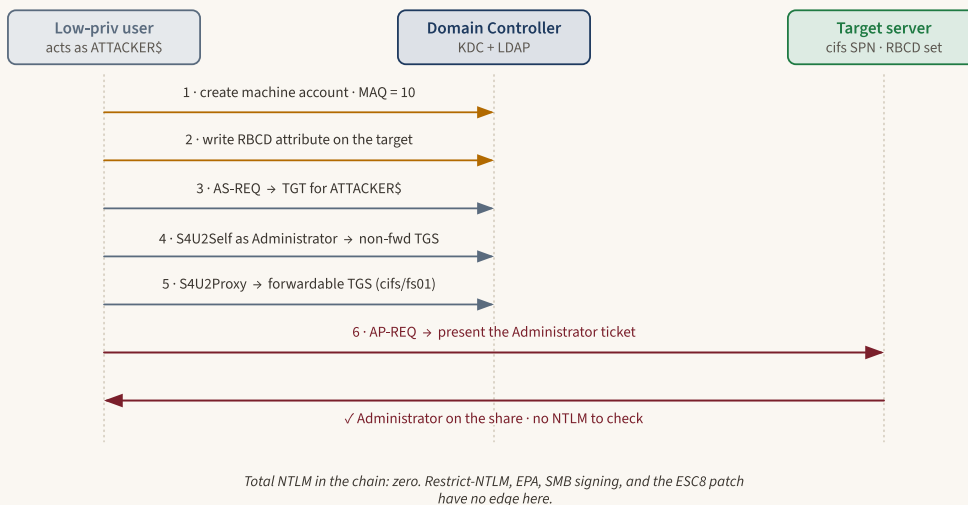 Low-priv user
acts as ATTACKER$
Domain Controller
KDC + LDAP
Target server
cifs SPN · RBCD set
1 · create machine account · MAQ = 10
2 · write RBCD attribute on the target
3 · AS-REQ → TGT for ATTACKER$
4 · S4U2Self as Administrator → non-fwd TGS
5 · S4U2Proxy → forwardable TGS (cifs/fs01)
6 · AP-REQ → present the Administrator ticket
✓ Administrator on the share · no NTLM to check
Total NTLM in the chain: zero. Restrict-NTLM, EPA, SMB signing, and the ESC8 patch
have no edge here.